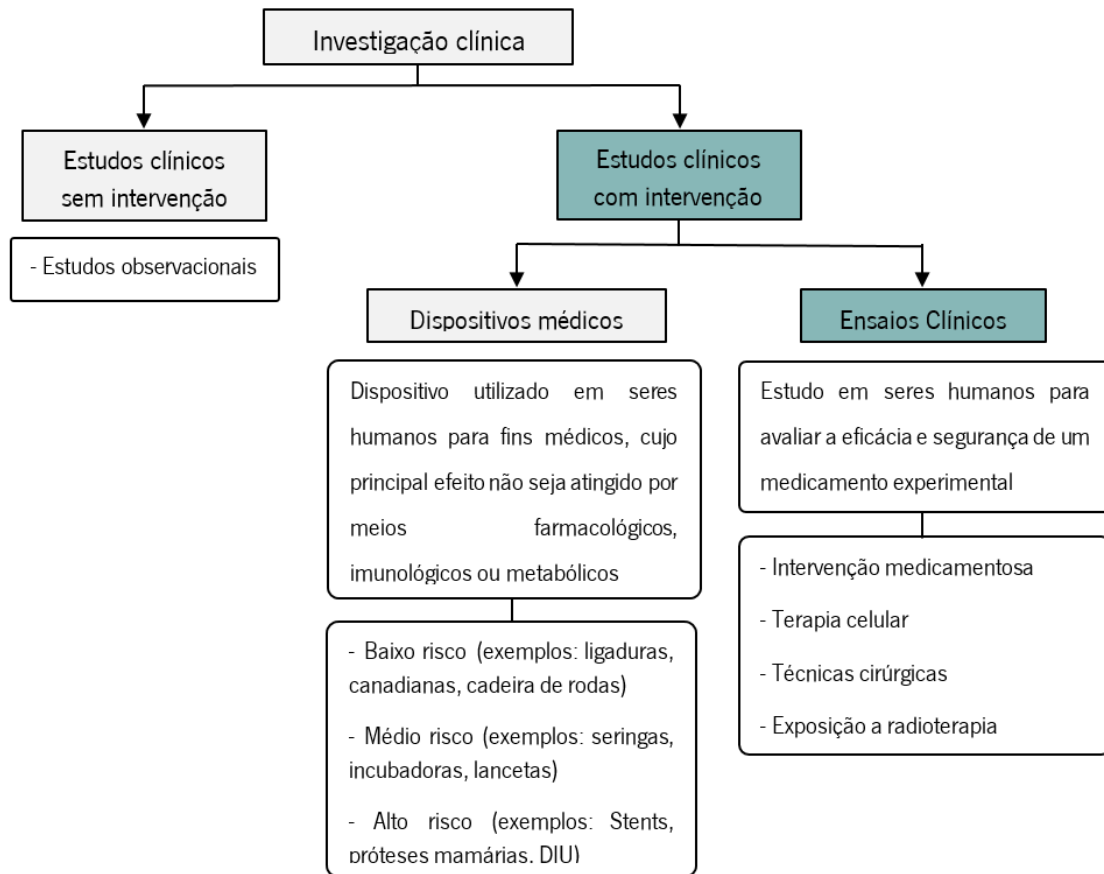 Investigação clínica
Estudos clínicos
sem intervenção
Estudos clínicos
com intervenção
- Estudos observacionais
Dispositivos médicos
Ensaios Clínicos
Dispositivo utilizado em seres
humanos para fins médicos, cujo
principal efeito não seja atingido por
meios farmacológicos,
imunológicos ou metabólicos
Estudo em seres humanos para
avaliar a eficácia e segurança de um
medicamento experimental
- Baixo risco (exemplos: ligaduras,
canadianas, cadeira de rodas)
- Médio risco (exemplos: seringas,
incubadoras, lancetas)
- Alto risco (exemplos: Stents,
próteses mamárias. DIU)
- Intervenção medicamentosa
- Terapia celular
- Técnicas cirúrgicas
- Exposição a radioterapia